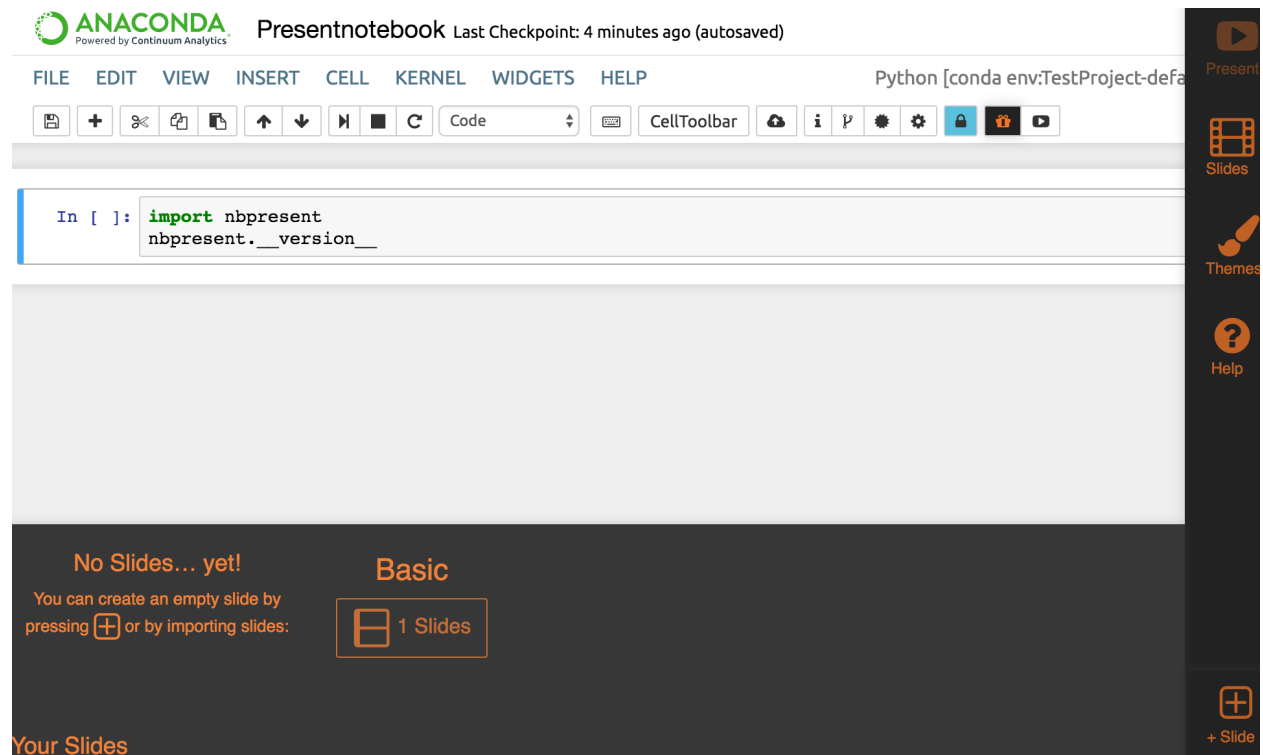 ANACONDA
Powered by Continuum Analytics
Presentnotebook Last Checkpoint: 4 minutes ago (autosaved)
FILE EDIT VIEW INSERT CELL KERNEL WIDGETS HELP
Python [conda env:TestProject-defa
Code
CellToolbar
Present
Slides
Themes
Help
In [ ]: import nbpresent
nbpresent.__version__
No Slides… yet!
You can create an empty slide by
pressing or by importing slides:
Basic
1 Slides
Your Slides
+ Slide